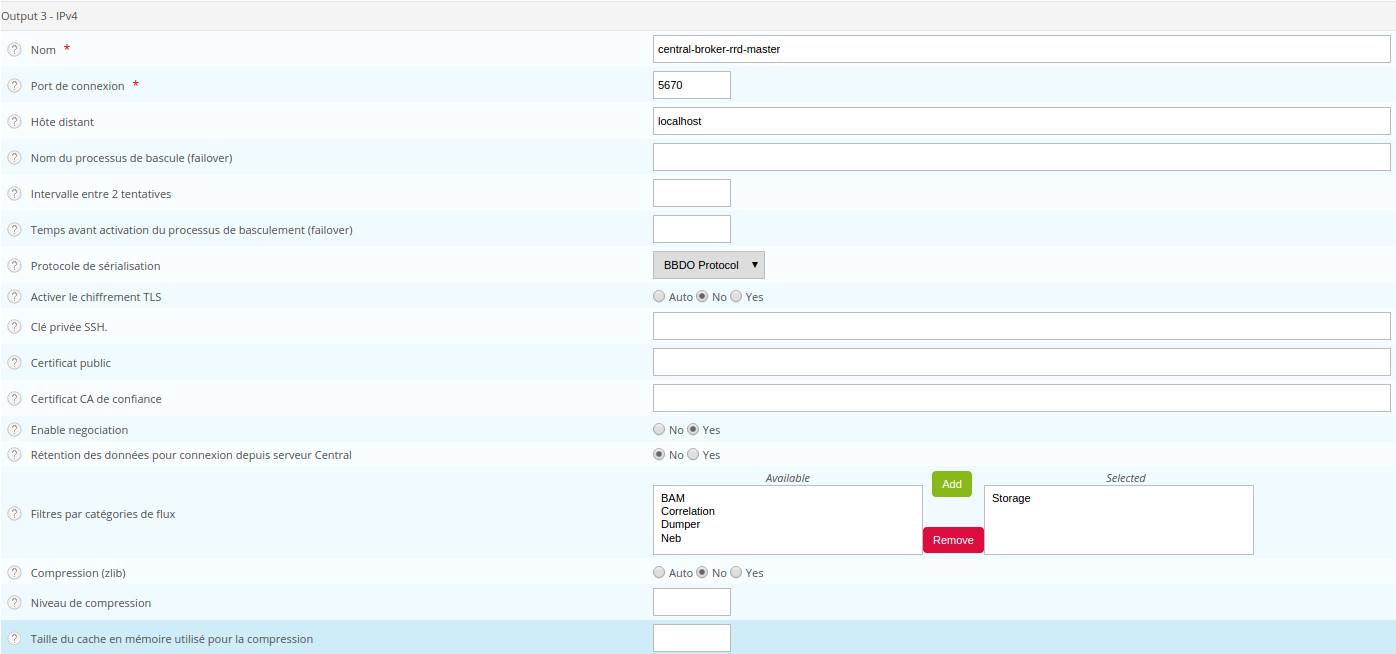 Output 3 - IPv4
? Nom * central-broker-rrd-master
? Port de connexion * 5670
? Hôte distant localhost
? Nom du processus de bascule (failover)
? Intervalle entre 2 tentatives
? Temps avant activation du processus de basculement (failover)
? Protocole de sérialisation BBDO Protocol ▼
? Activer le chiffrement TLS Auto No Yes
? Clé privée SSH.
? Certificat public
? Certificat CA de confiance
? Enable negociation No Yes
? Rétention des données pour connexion depuis serveur Central No Yes
? Filtres par catégories de flux
Available
BAM
Correlation
Dumper
Neb
Add
Remove
Selected
Storage
? Compression (zlib) Auto No Yes
? Niveau de compression
? Taille du cache en mémoire utilisé pour la compression